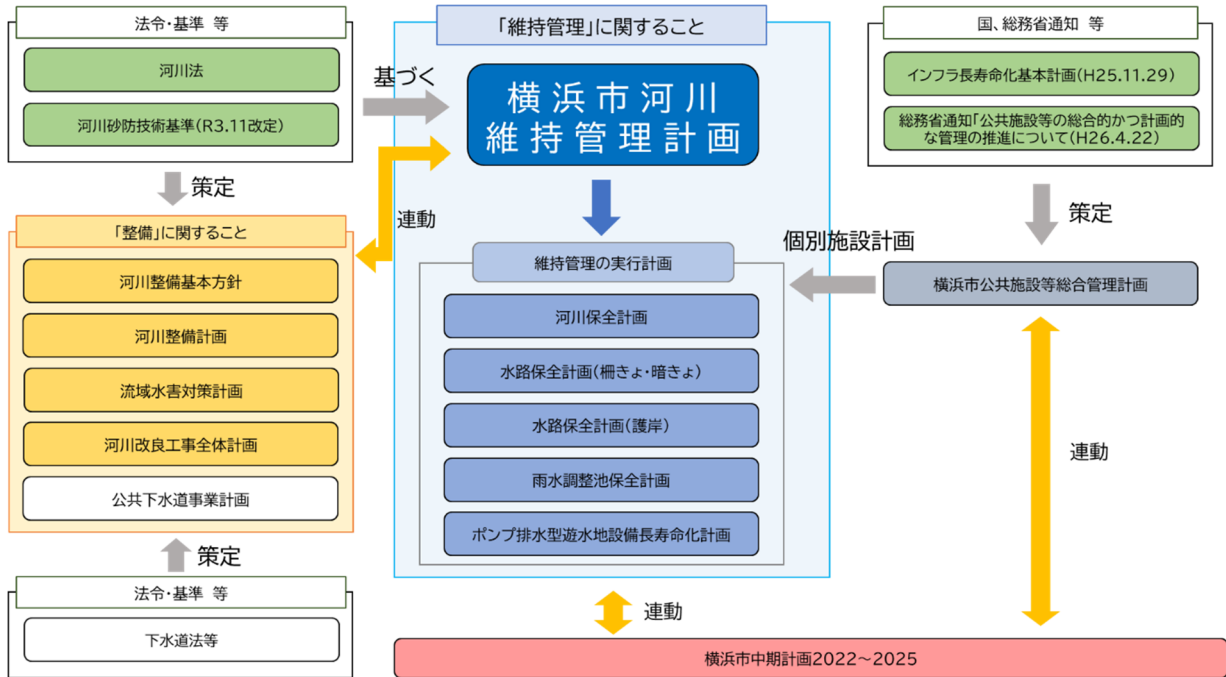 法令・基準 等
河川法
河川砂防技術基準(R3.11改定)
策定
「整備」に関すること
河川整備基本方針
河川整備計画
流域水害対策計画
河川改良工事全体計画
公共下水道事業計画
策定
法令・基準 等
下水道法等
基づく
連動
「維持管理」に関すること
横浜市河川
維持管理計画
維持管理の実行計画
河川保全計画
水路保全計画(柵きょ・暗きょ)
水路保全計画(護岸)
雨水調整池保全計画
ポンプ排水型遊水地設備長寿命化計画
連動
横浜市中期計画2022～2025
国、総務省通知 等
インフラ長寿命化基本計画(H25.11.29)
総務省通知「公共施設等の総合的かつ計画的
な管理の推進について(H26.4.22)
策定
個別施設計画
横浜市公共施設等総合管理計画
連動